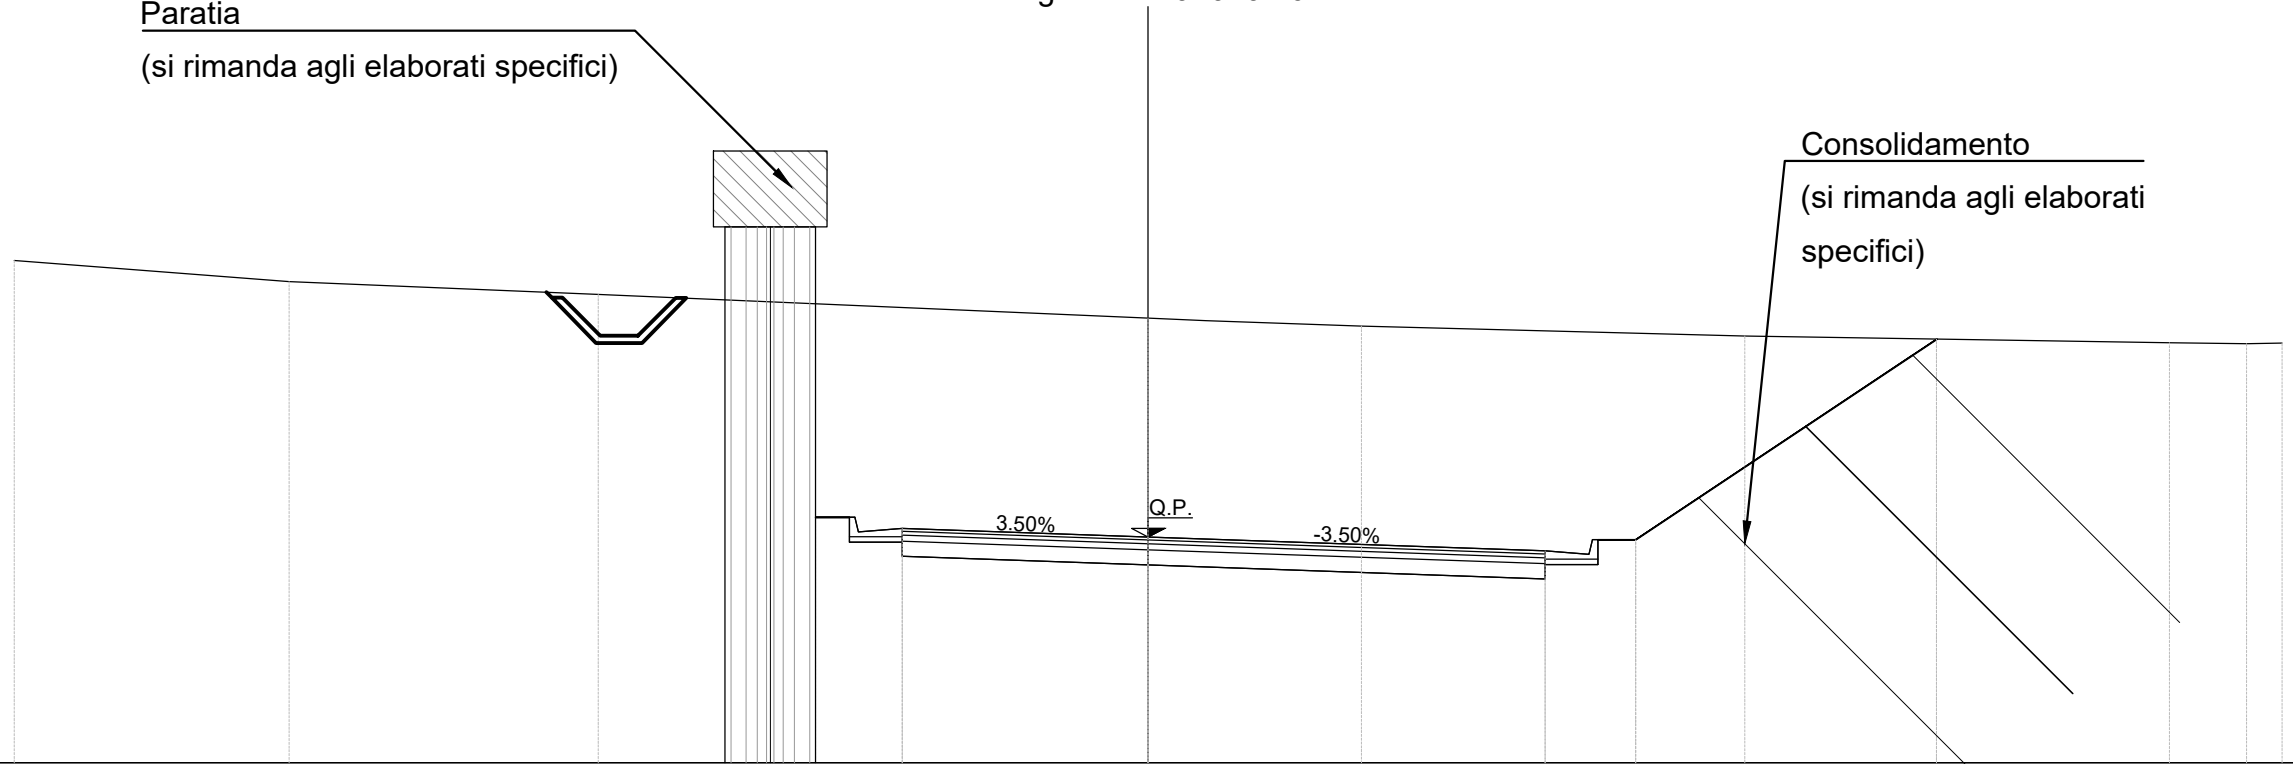 Paratia
(si rimanda agli elaborati specifici)
Consolidamento
(si rimanda agli elaborati
specifici)
Q.P.
3.50%
-3.50%